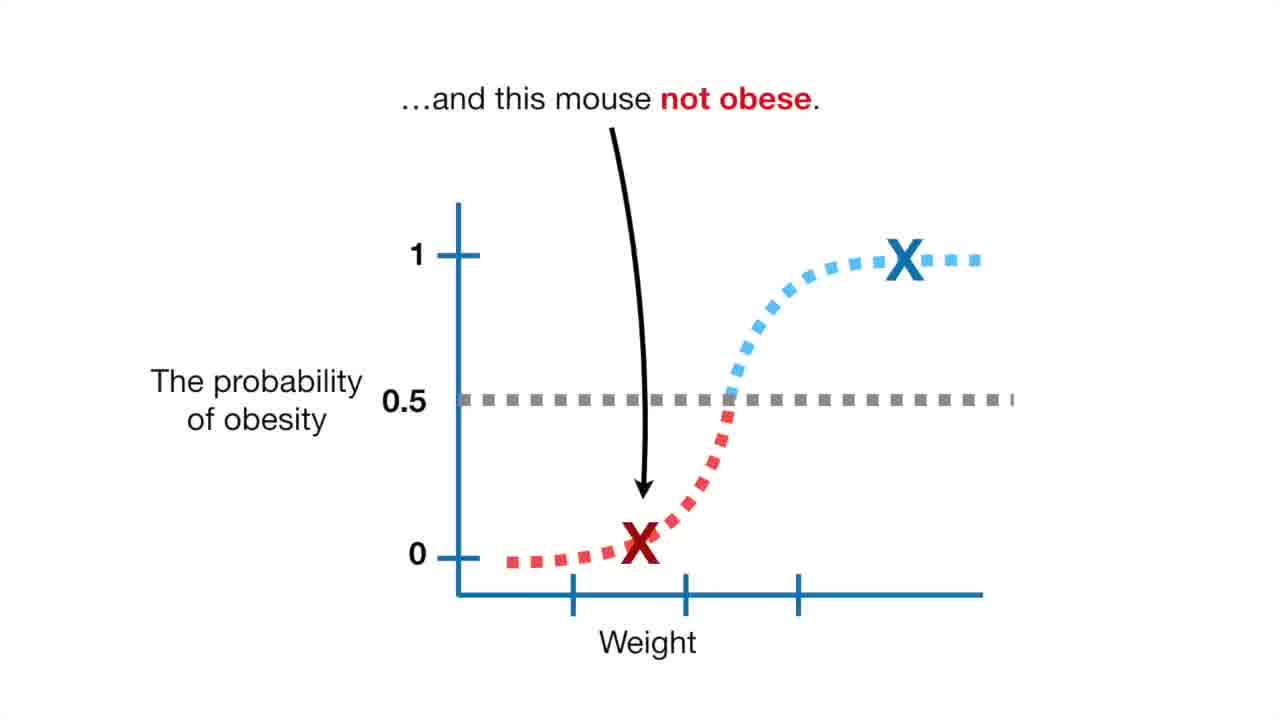 …and this mouse not obese.
1
The probability
of obesity
0.5
0
Weight